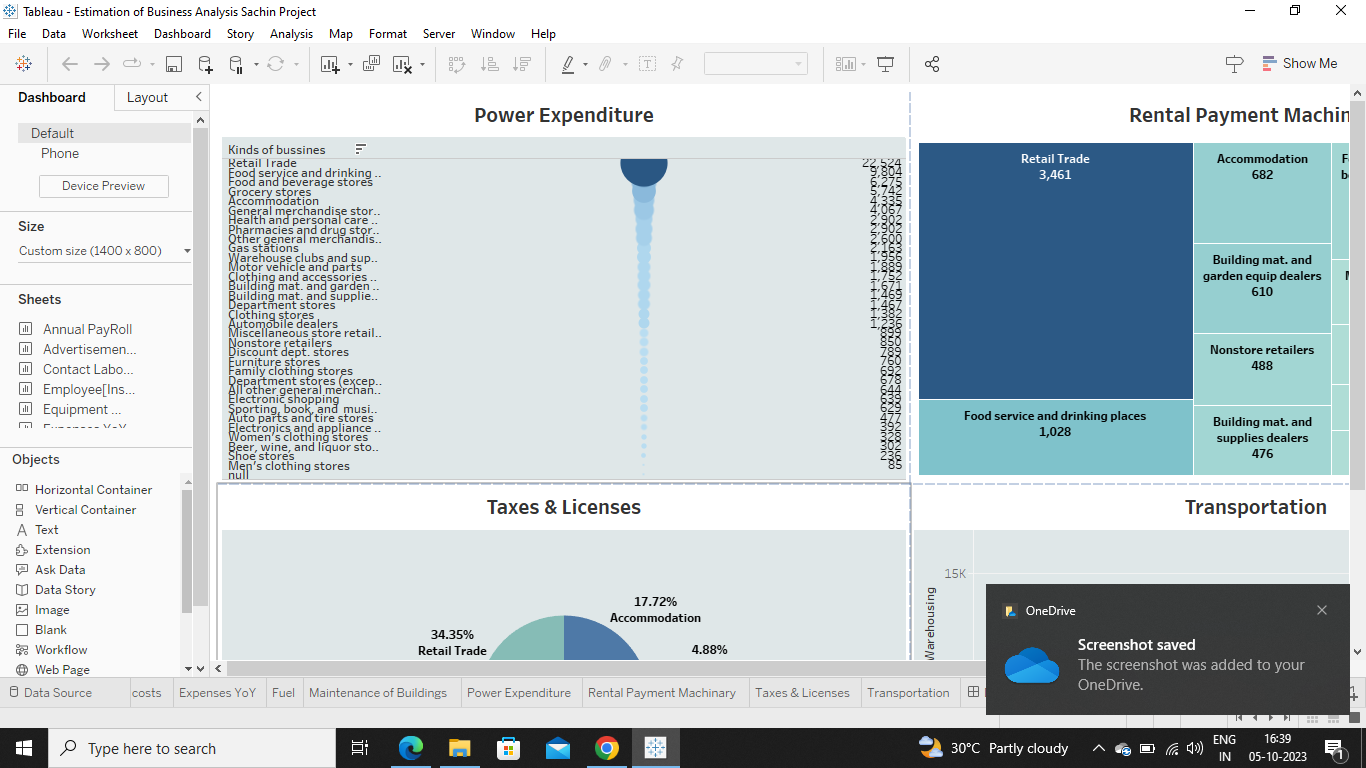 Tableau - Estimation of Business Analysis Sachin Project
File Data Worksheet Dashboard Story Analysis Map Format Server Window Help
Show Me
Dashboard
Layout
Default
Phone
Device Preview
Size
Custom size (1400 x 800)
Sheets
Annual PayRoll
Advertisemen...
Contact Labo...
Employee[Ins...
Equipment ...
Expenses YoY
Objects
Horizontal Container
Vertical Container
Text
Extension
Ask Data
Data Story
Image
Blank
Workflow
Web Page
Power Expenditure
Kinds of bussines
Retail Trade 22,524
Food service and drinking .. 9,804
Food and beverage stores 6,275
Grocery stores 5,742
Accommodation 4,335
General merchandise stor.. 4,067
Health and personal care .. 2,902
Pharmacies and drug stor.. 2,902
Other general merchandis.. 2,600
Gas stations 2,163
Warehouse clubs and sup.. 1,956
Motor vehicle and parts 1,889
Clothing and accessories .. 1,752
Building mat. and garden .. 1,671
Building mat. and supplie.. 1,469
Department stores 1,467
Clothing stores 1,382
Automobile dealers 1,236
Miscellaneous store retail.. 899
Nonstore retailers 850
Discount dept. stores 789
Furniture stores 760
Family clothing stores 692
Department stores (excep.. 678
All other general merchan.. 644
Electronic shopping 639
Sporting, book, and musi.. 629
Auto parts and tire stores 477
Electronics and appliance .. 392
Women's clothing stores 328
Beer, wine, and liquor sto.. 302
Shoe stores 236
Men's clothing stores 85
null
Rental Payment Machin
Retail Trade
3,461
Food service and drinking places
1,028
Accommodation
682
Building mat. and
garden equip dealers
610
Nonstore retailers
488
Building mat. and
supplies dealers
476
Taxes & Licenses
17.72%
Accommodation
34.35%
Retail Trade
4.88%
Transportation
15K
Warehousing
OneDrive
Screenshot saved
The screenshot was added to your
OneDrive.
Data Source costs Expenses YoY Fuel Maintenance of Buildings Power Expenditure Rental Payment Machinary Taxes & Licenses Transportation
Type here to search
30°C Partly cloudy
ENG
IN
16:39
05-10-2023
1